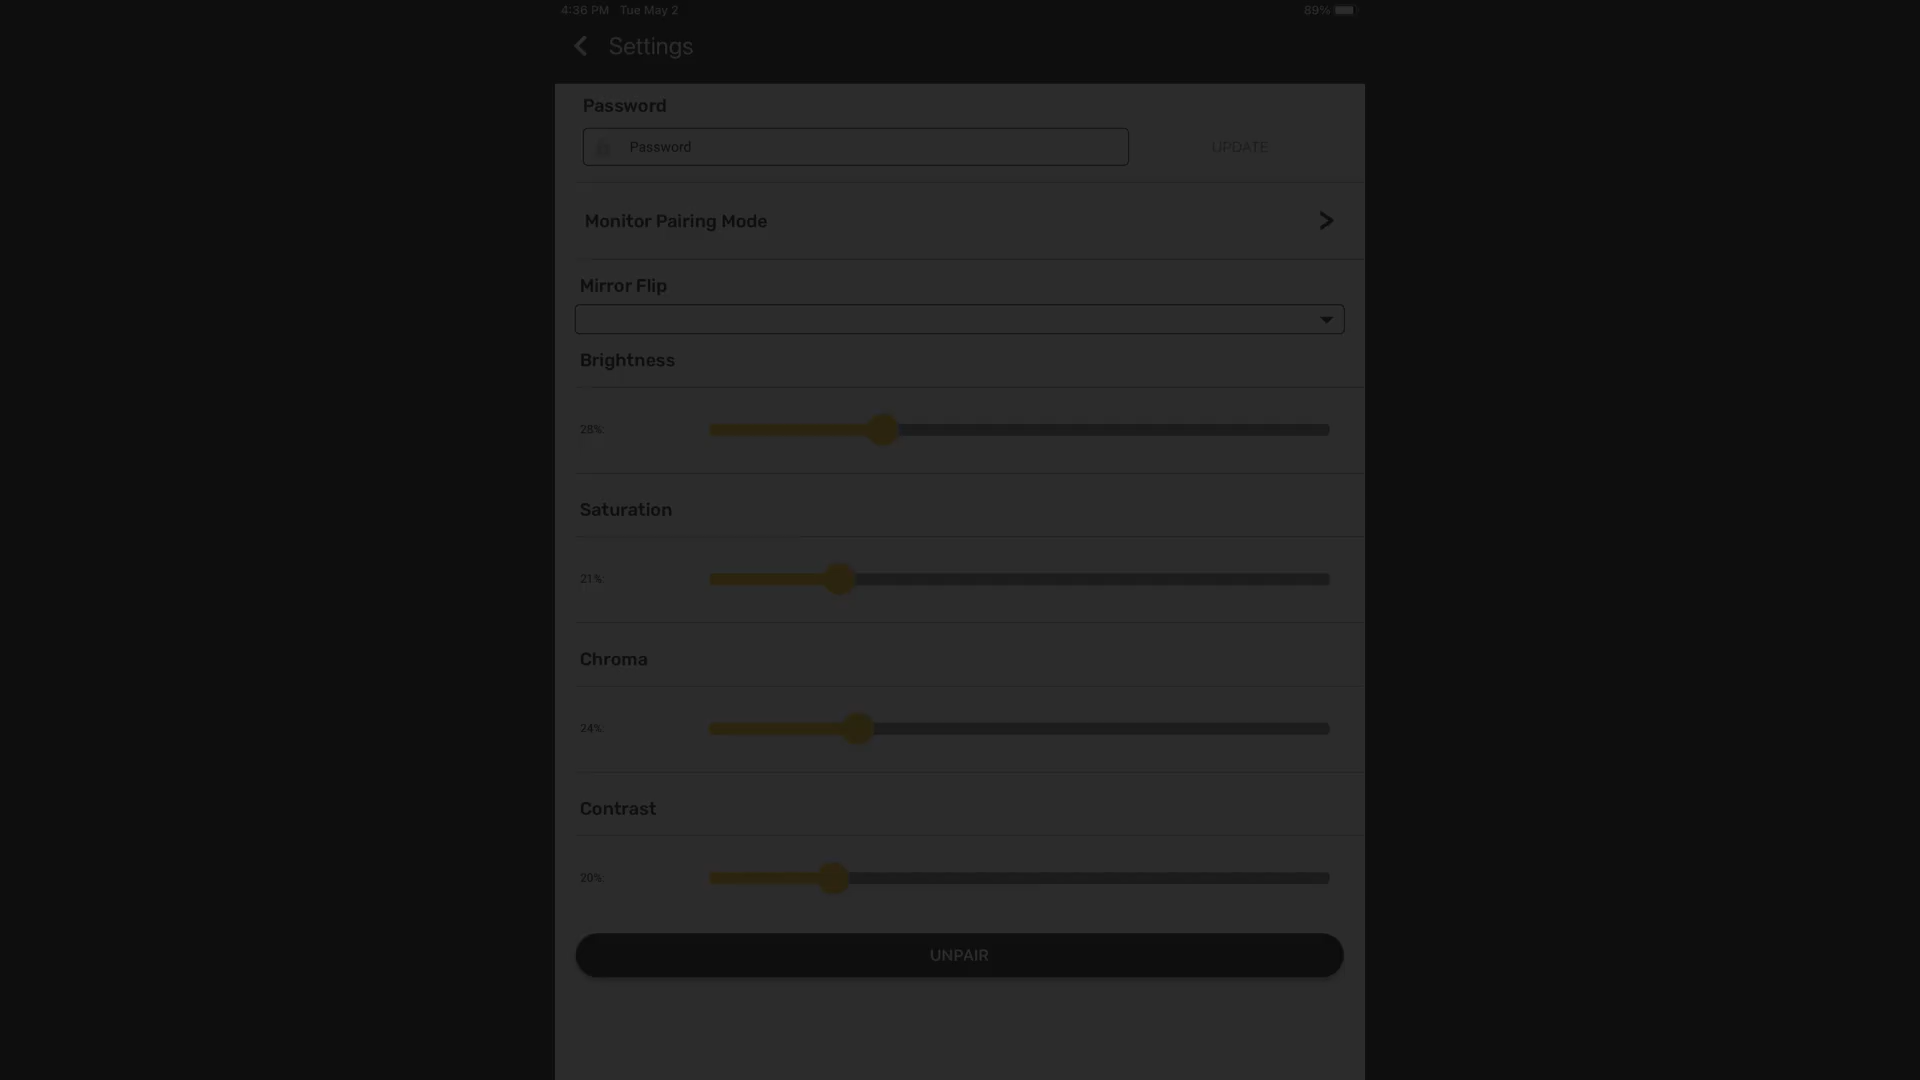 4:36 PM Tue May 2
89%
Settings
Password
Password
UPDATE
Monitor Pairing Mode
Mirror Flip
Brightness
28%
Saturation
21%
Chroma
24%
Contrast
20%
UNPAIR